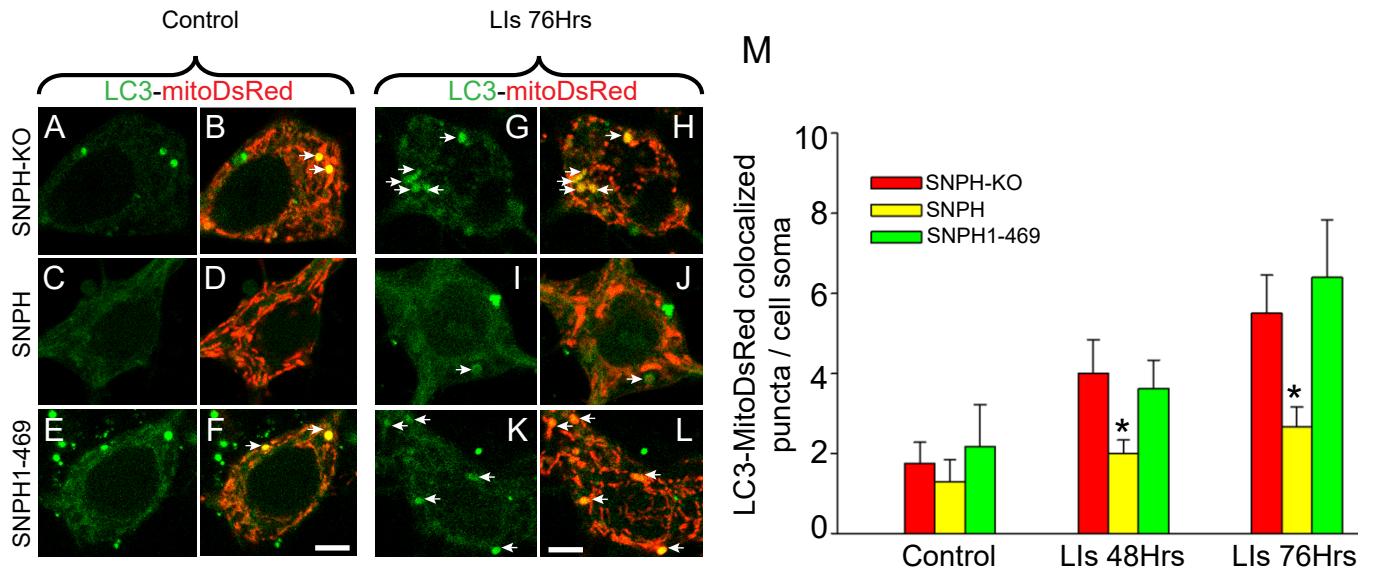 Control
LIs 76Hrs
M
LC3-mitoDsRed
LC3-mitoDsRed
SNPH-KO
A
B
G
H
SNPH
C
D
I
J
SNPH1-469
E
F
K
L
LC3-MitoDsRed colocalized
puncta / cell soma
10
8
6
4
2
0
SNPH-KO
SNPH
SNPH1-469
*
*
Control
LIs 48Hrs
LIs 76Hrs